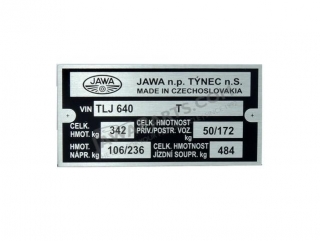 JAWA
JAWA n.p. TÝNEC n.S.
MADE IN CZECHOSLOVAKIA
VIN TLJ 640 T
CELK. HMOT. kg 342
CELK. HMOTNOST PŘÍV./POSTR. VOZ. kg 50/172
HMOT. NÁPR. kg 106/236
CELK. HMOTNOST JÍZDNÍ SOUPR. kg 484